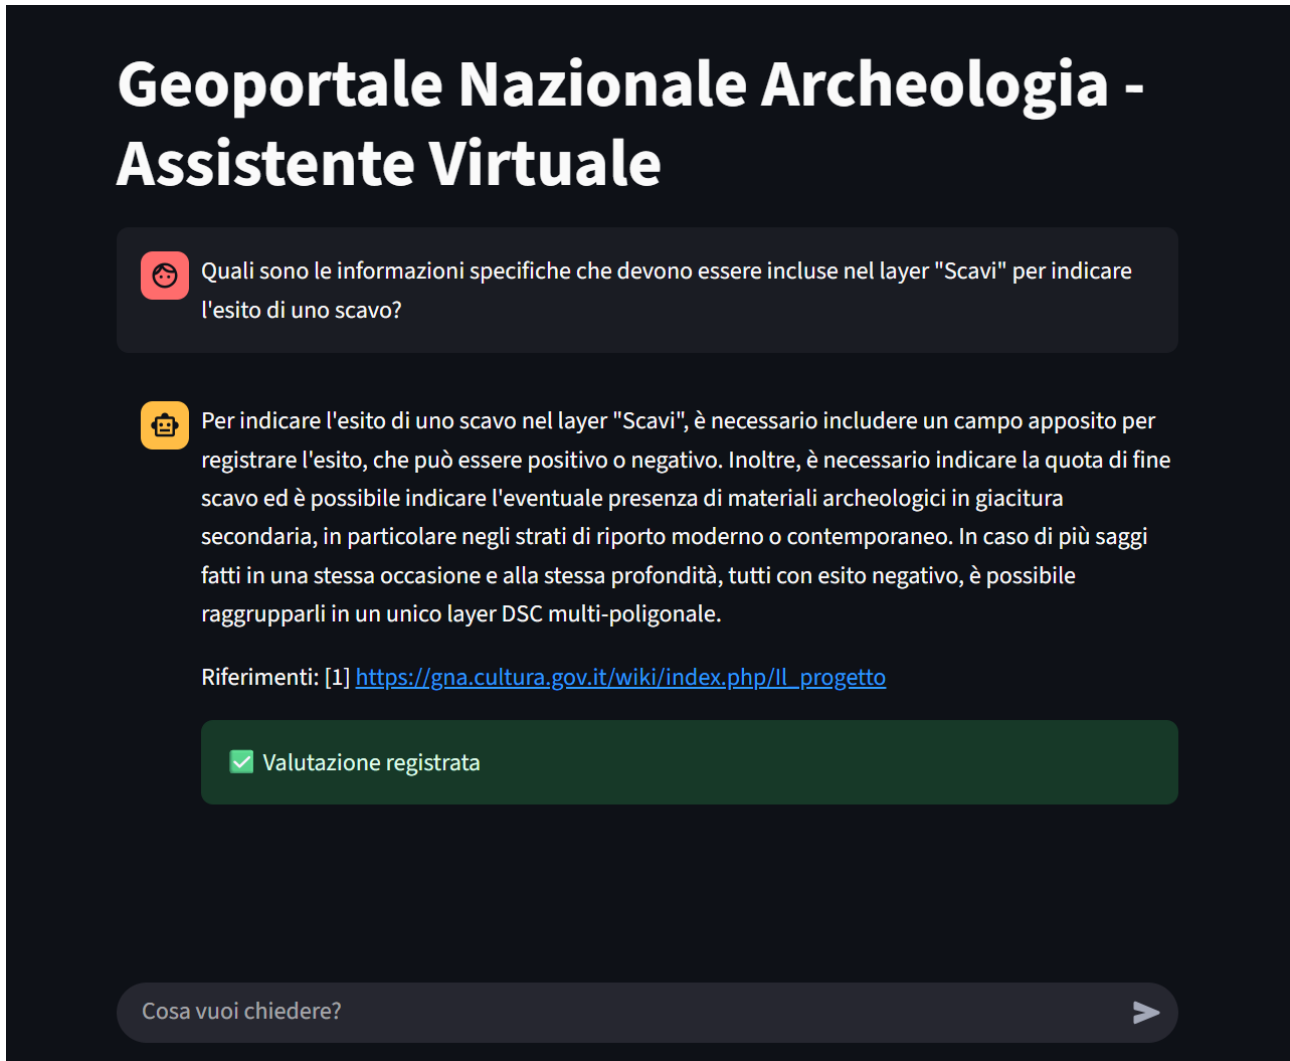 Geoportale Nazionale Archeologia -
Assistente Virtuale
Quali sono le informazioni specifiche che devono essere incluse nel layer "Scavi" per indicare
l'esito di uno scavo?
Per indicare l'esito di uno scavo nel layer "Scavi", è necessario includere un campo apposito per
registrare l'esito, che può essere positivo o negativo. Inoltre, è necessario indicare la quota di fine
scavo ed è possibile indicare l'eventuale presenza di materiali archeologici in giacitura
secondaria, in particolare negli strati di riporto moderno o contemporaneo. In caso di più saggi
fatti in una stessa occasione e alla stessa profondità, tutti con esito negativo, è possibile
raggrupparli in un unico layer DSC multi-poligonale.
Riferimenti: [1] https://gna.cultura.gov.it/wiki/index.php/Il_progetto
✅ Valutazione registrata
Cosa vuoi chiedere?